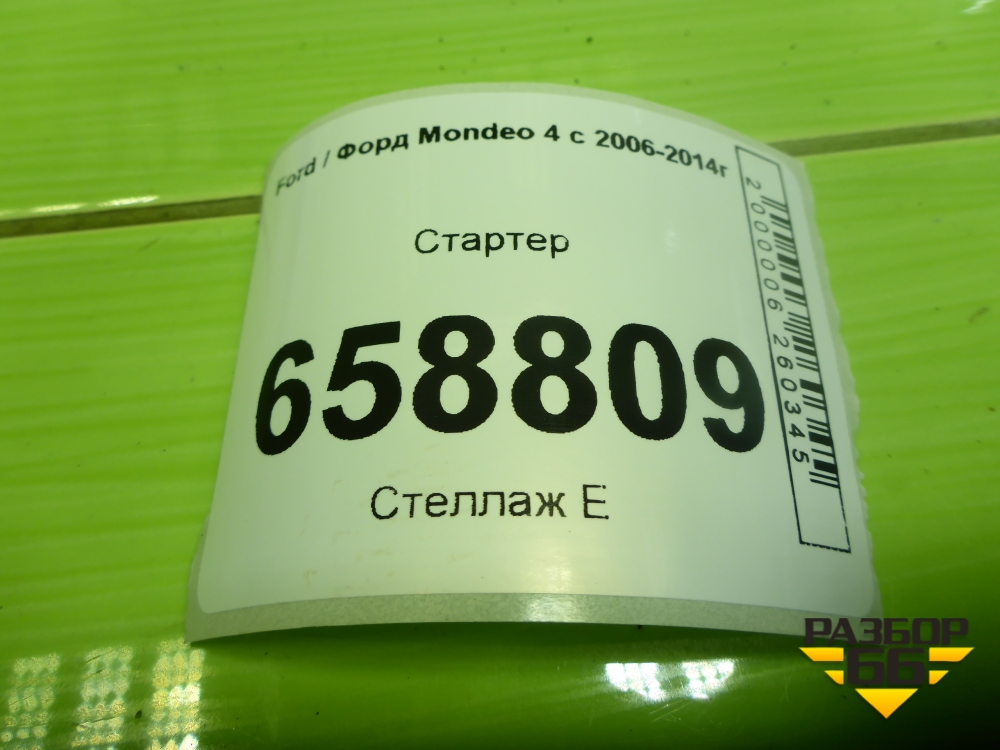 Ford / Форд Mondeo 4 с 2006-2014г
Стартер
658809
Стеллаж Е
2000006260345
РАЗБОР
66